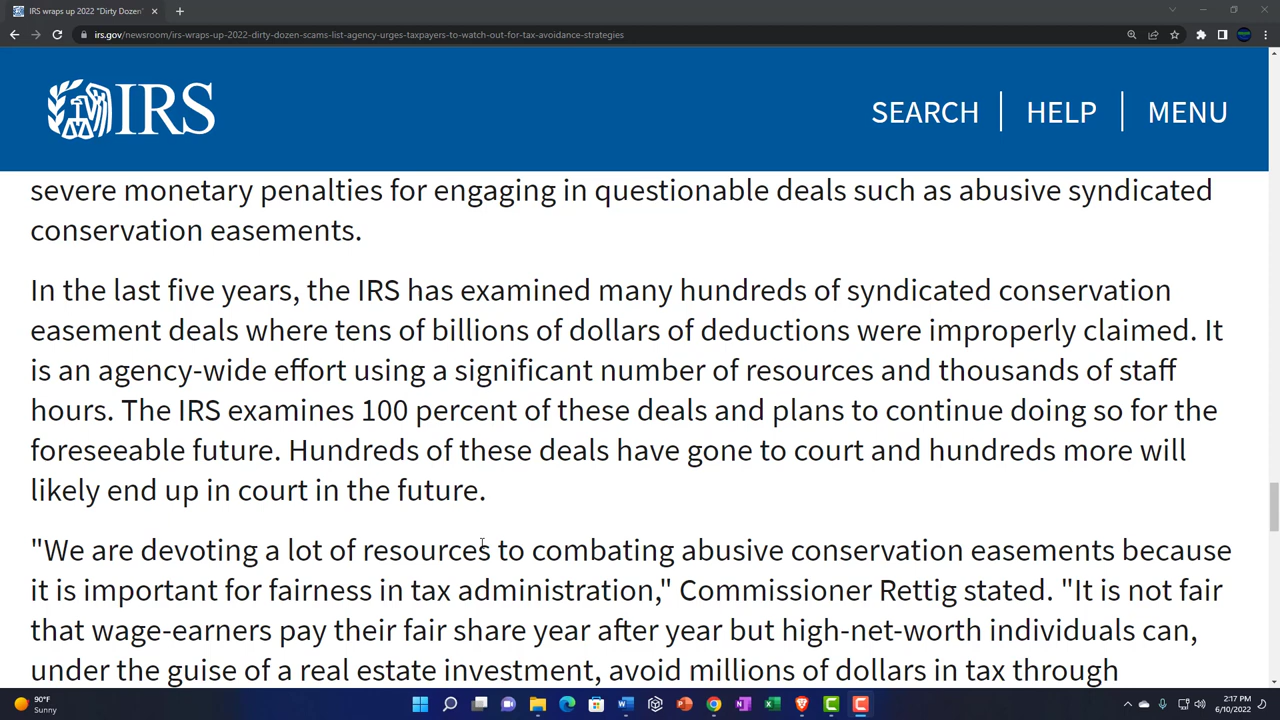 IRS wraps up 2022 "Dirty Dozen"
irs.gov/newsroom/irs-wraps-up-2022-dirty-dozen-scams-list-agency-urges-taxpayers-to-watch-out-for-tax-avoidance-strategies
IRS
SEARCH HELP MENU
severe monetary penalties for engaging in questionable deals such as abusive syndicated
conservation easements.
In the last five years, the IRS has examined many hundreds of syndicated conservation
easement deals where tens of billions of dollars of deductions were improperly claimed. It
is an agency-wide effort using a significant number of resources and thousands of staff
hours. The IRS examines 100 percent of these deals and plans to continue doing so for the
foreseeable future. Hundreds of these deals have gone to court and hundreds more will
likely end up in court in the future.
"We are devoting a lot of resources to combating abusive conservation easements because
it is important for fairness in tax administration," Commissioner Rettig stated. "It is not fair
that wage-earners pay their fair share year after year but high-net-worth individuals can,
under the guise of a real estate investment, avoid millions of dollars in tax through
90°F
Sunny
2:17 PM
6/10/2022